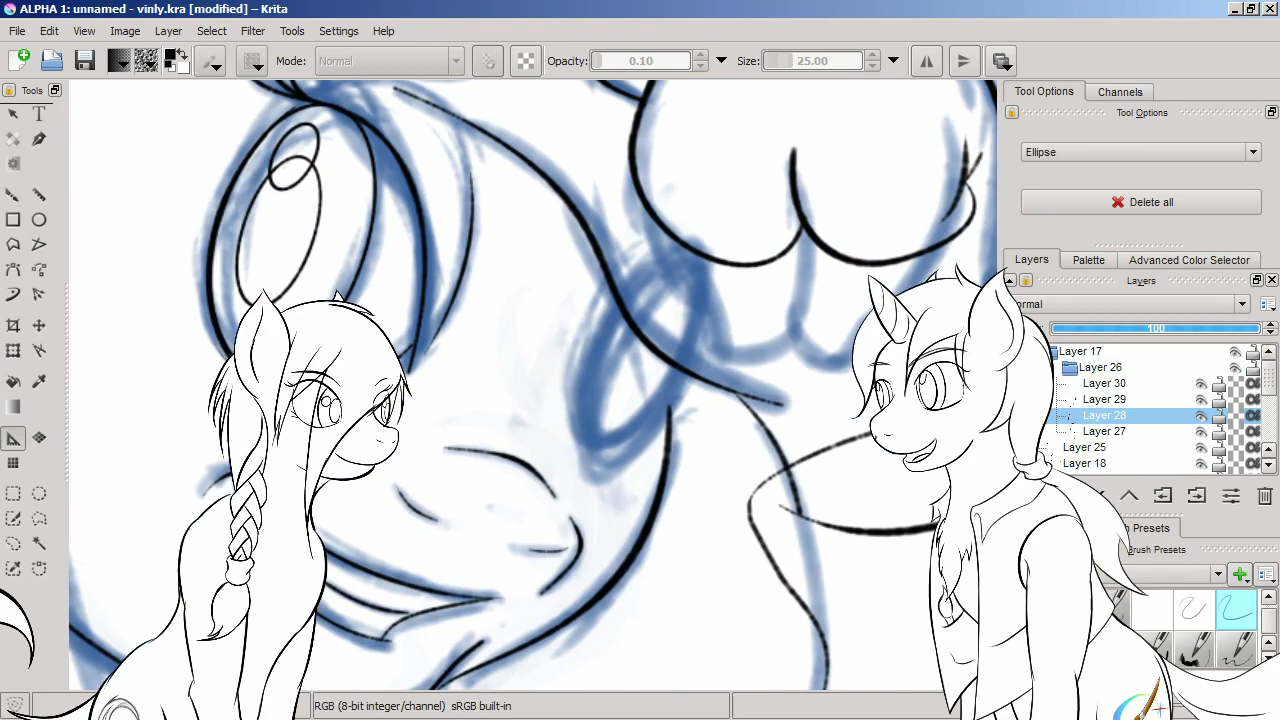 ALPHA 1: unnamed - vinly.kra [modified] – Krita
File Edit View Image Layer Select Filter Tools Settings Help
Mode: Normal Opacity: 0.10 Size: 25.00
Tools
Tool Options Channels
Tool Options
Ellipse
Delete all
Layers Palette Advanced Color Selector
Layers
ormal
100
Layer 17
Layer 26
Layer 30
Layer 29
Layer 28
Layer 27
Layer 25
Layer 18
h Presets
Brush Presets
RGB (8-bit integer/channel) sRGB built-in